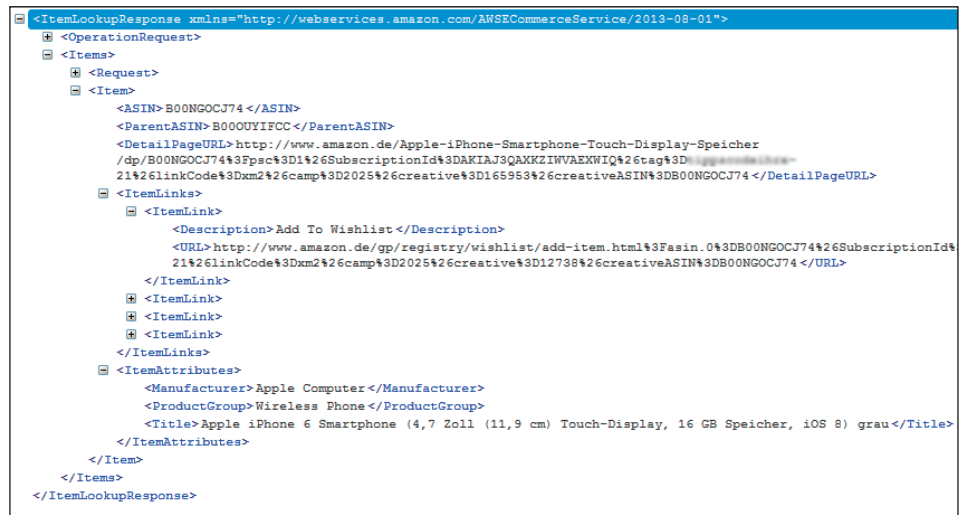 <ItemLookupResponse xmlns="http://webservices.amazon.com/AWSECommerceService/2013-08-01">
<OperationRequest>
<Items>
<Request>
<Item>
<ASIN>B00NGOCJ74</ASIN>
<ParentASIN>B00OUYIFCC</ParentASIN>
<DetailPageURL>http://www.amazon.de/Apple-iPhone-Smartphone-Touch-Display-Speicher
/dp/B00NGOCJ74%3Fpsc%3D1%26SubscriptionId%3DAKIAJ3QAXKZIWVAEXWIQ%26tag%3D
21%26linkCode%3Dxm2%26camp%3D2025%26creative%3D165953%26creativeASIN%3DB00NGOCJ74</DetailPageURL>
<ItemLinks>
<ItemLink>
<Description>Add To Wishlist</Description>
<URL>http://www.amazon.de/gp/registry/wishlist/add-item.html%3Fasin.0%3DB00NGOCJ74%26SubscriptionId%
21%26linkCode%3Dxm2%26camp%3D2025%26creative%3D12738%26creativeASIN%3DB00NGOCJ74</URL>
</ItemLink>
<ItemLink>
<ItemLink>
<ItemLink>
</ItemLinks>
<ItemAttributes>
<Manufacturer>Apple Computer</Manufacturer>
<ProductGroup>Wireless Phone</ProductGroup>
<Title>Apple iPhone 6 Smartphone (4,7 Zoll (11,9 cm) Touch-Display, 16 GB Speicher, iOS 8) grau</Title>
</ItemAttributes>
</Item>
</Items>
</ItemLookupResponse>